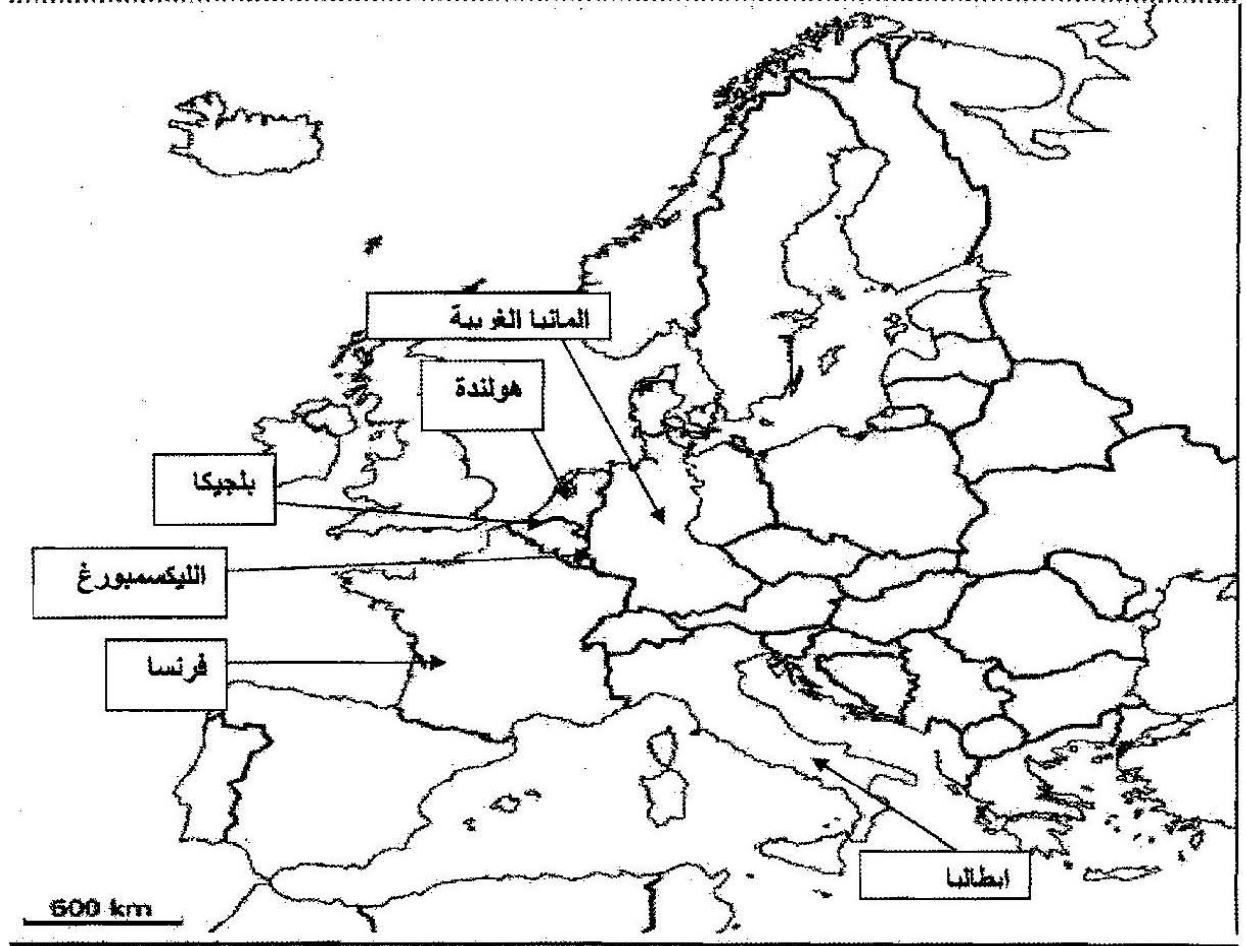 المانيا الغربية
هولندة
بلجيكا
الليكسمبورغ
فرنسا
ايطاليا
600 km